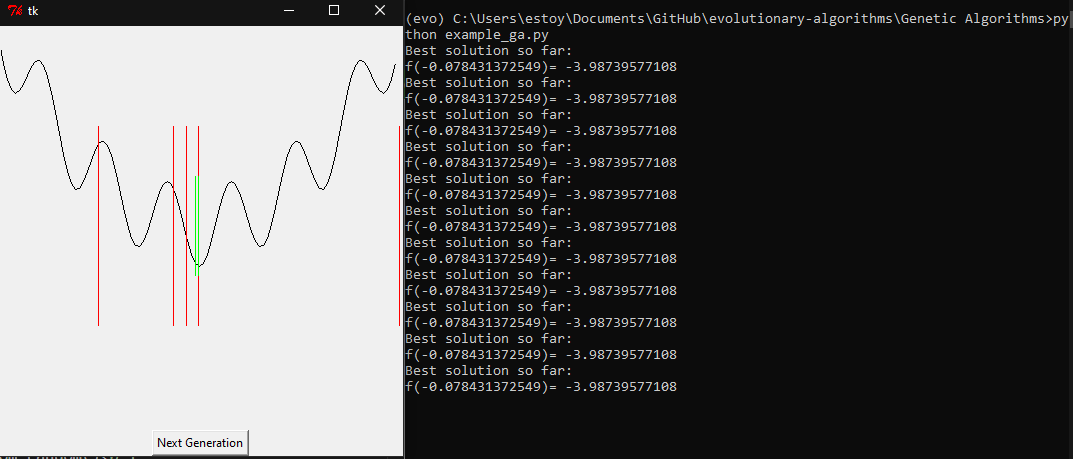 tk
(evo) C:\Users\estoy\Documents\GitHub\evolutionary-algorithms\Genetic Algorithms>py
thon example_ga.py
Best solution so far:
f(-0.078431372549)= -3.98739577108
Best solution so far:
f(-0.078431372549)= -3.98739577108
Best solution so far:
f(-0.078431372549)= -3.98739577108
Best solution so far:
f(-0.078431372549)= -3.98739577108
Best solution so far:
f(-0.078431372549)= -3.98739577108
Best solution so far:
f(-0.078431372549)= -3.98739577108
Best solution so far:
f(-0.078431372549)= -3.98739577108
Best solution so far:
f(-0.078431372549)= -3.98739577108
Best solution so far:
f(-0.078431372549)= -3.98739577108
Best solution so far:
f(-0.078431372549)= -3.98739577108
Best solution so far:
f(-0.078431372549)= -3.98739577108
Next Generation